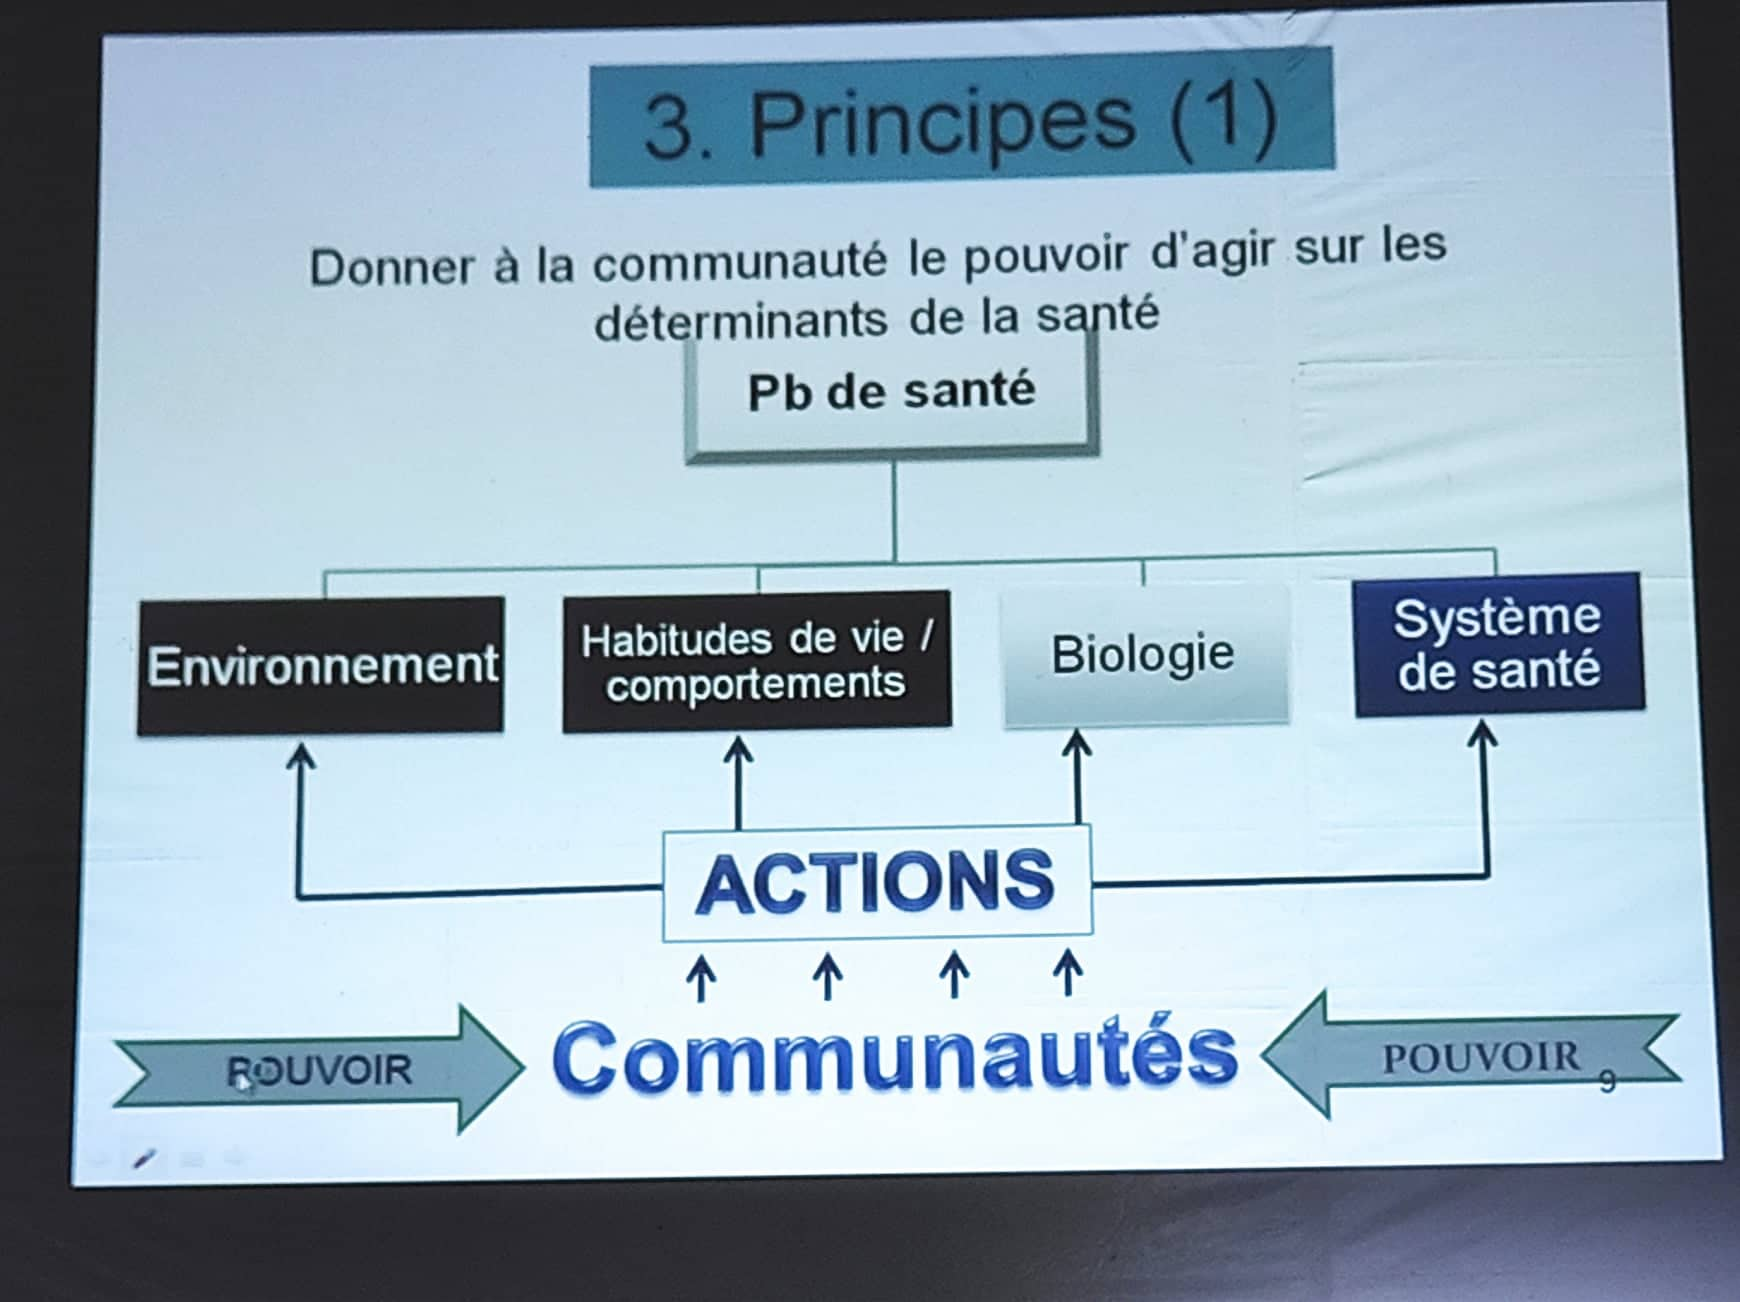 3. Principes (1)
Donner à la communauté le pouvoir d'agir sur les
déterminants de la santé
Pb de santé
Environnement
Habitudes de vie /
comportements
Biologie
Système
de santé
ACTIONS
Communautés
POUVOIR
POUVOIR
9